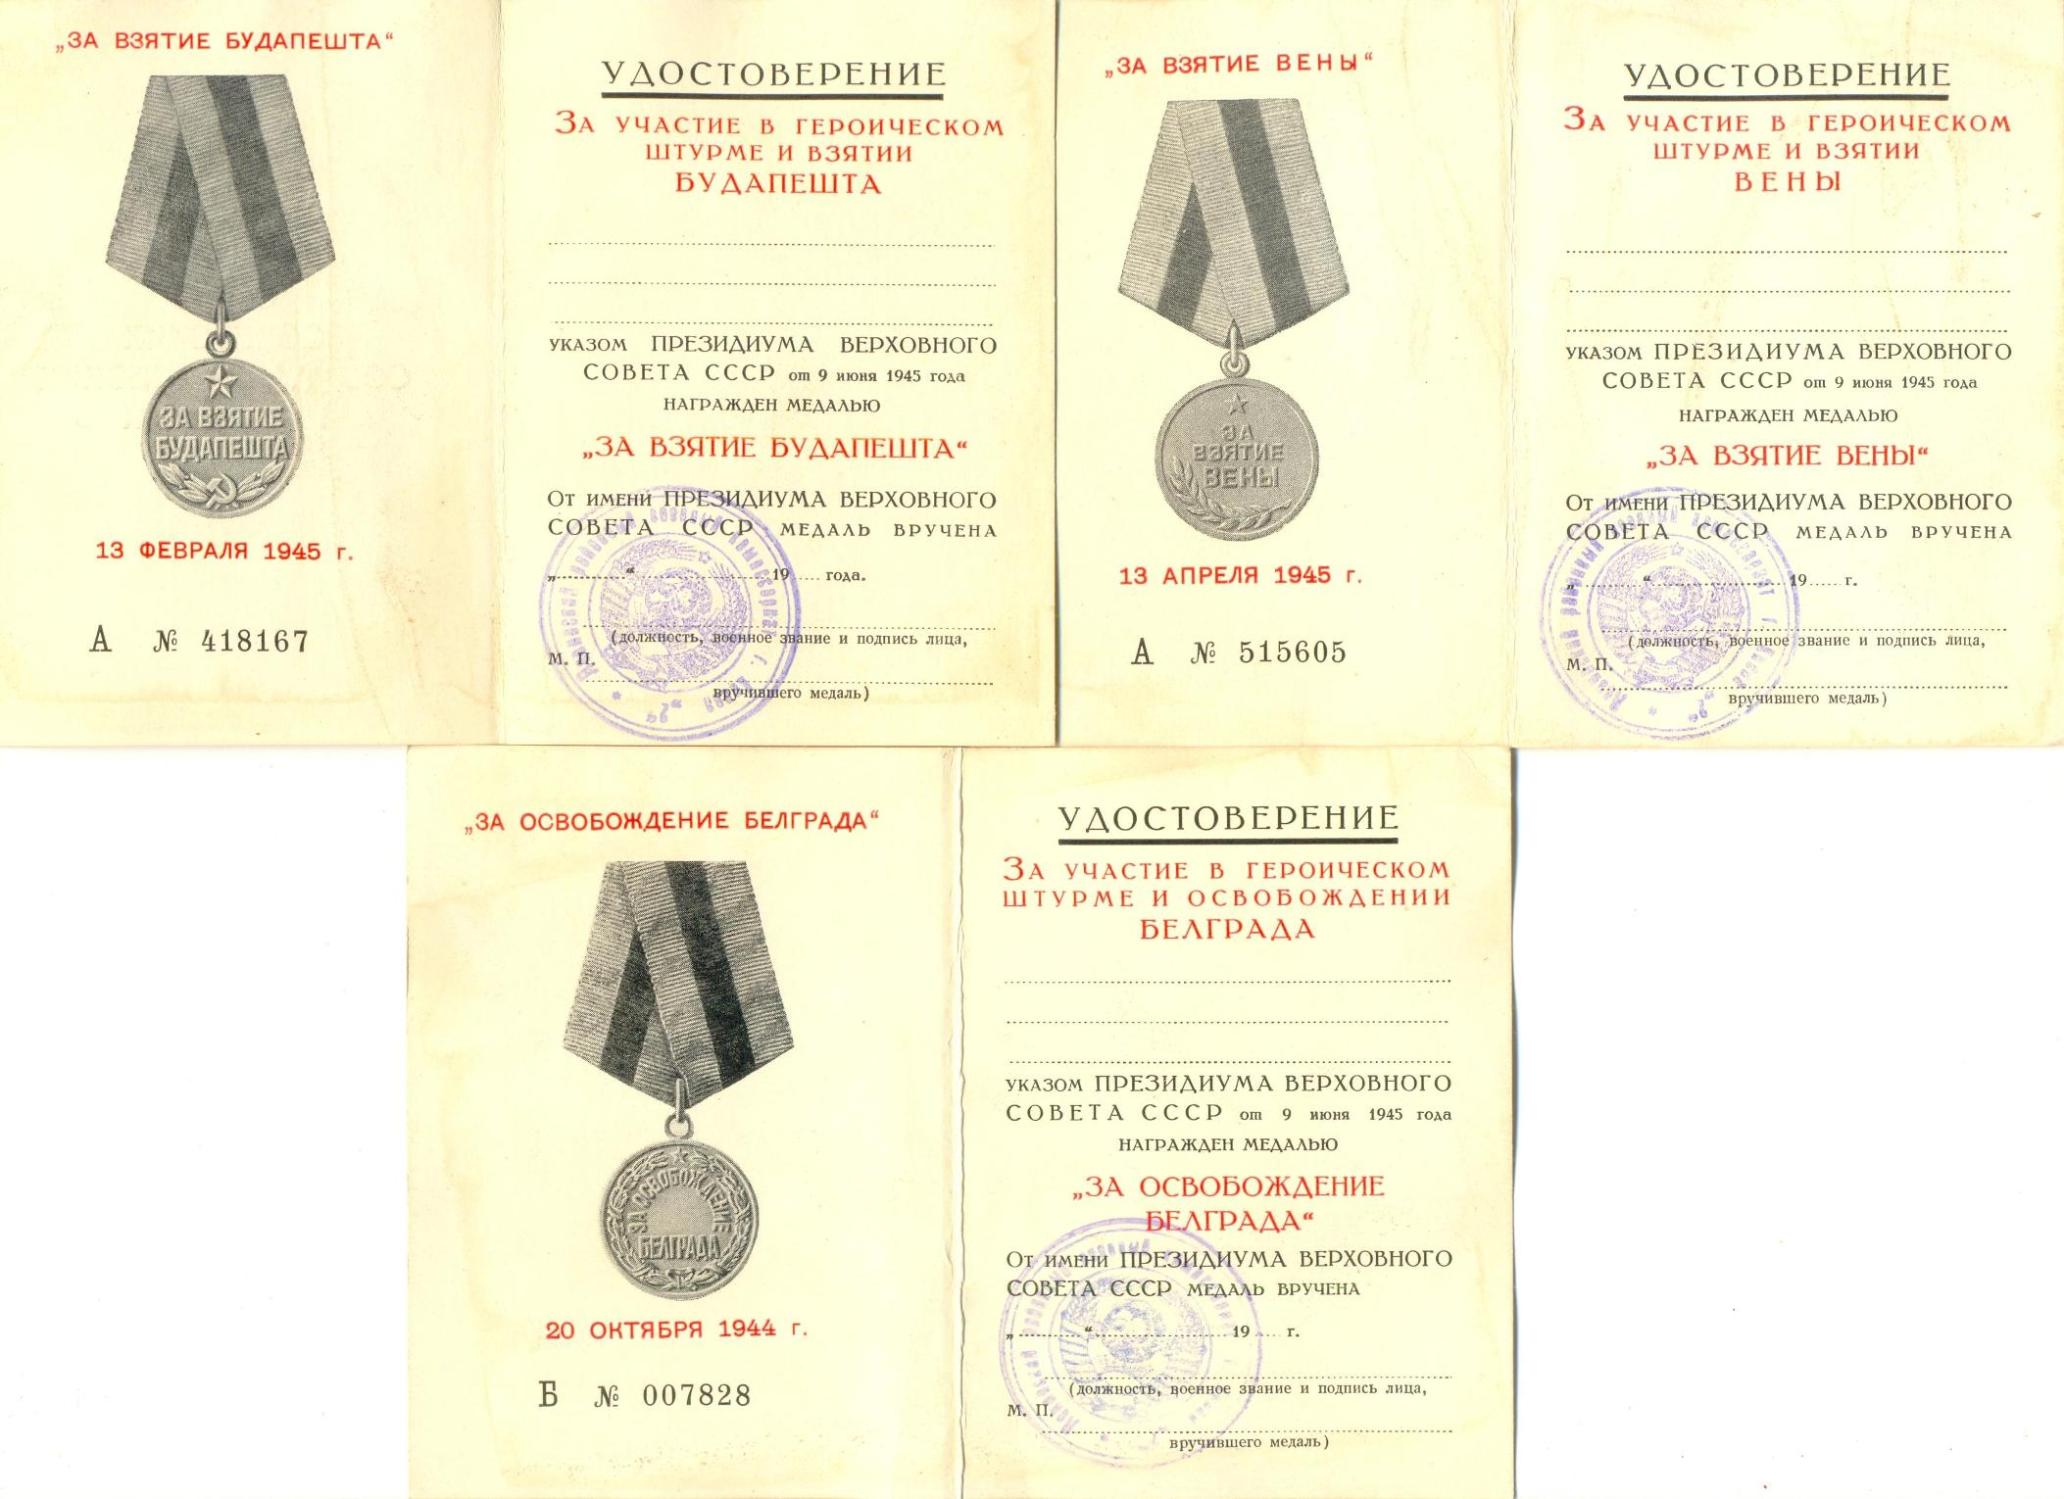 „ЗА ВЗЯТИЕ БУДАПЕШТА“
ЗА ВЗЯТИЕ
БУДАПЕШТА
13 ФЕВРАЛЯ 1945 г.
А № 418167
УДОСТОВЕРЕНИЕ
За участие в героическом
штурме и взятии
БУДАПЕШТА
указом ПРЕЗИДИУМА ВЕРХОВНОГО
СОВЕТА СССР от 9 июня 1945 года
НАГРАЖДЕН МЕДАЛЬЮ
„ЗА ВЗЯТИЕ БУДАПЕШТА“
От имени ПРЕЗИДИУМА ВЕРХОВНОГО
СОВЕТА СССР МЕДАЛЬ ВРУЧЕНА
„............“........................19.....года.
(должность, военное звание и подпись лица,
М. П.
вручившего медаль)
районный военный комиссариат г.
„ЗА ВЗЯТИЕ ВЕНЫ“
ЗА
ВЗЯТИЕ
ВЕНЫ
13 АПРЕЛЯ 1945 г.
А № 515605
УДОСТОВЕРЕНИЕ
За участие в героическом
штурме и взятии
ВЕНЫ
указом ПРЕЗИДИУМА ВЕРХОВНОГО
СОВЕТА СССР от 9 июня 1945 года
НАГРАЖДЕН МЕДАЛЬЮ
„ЗА ВЗЯТИЕ ВЕНЫ“
От имени ПРЕЗИДИУМА ВЕРХОВНОГО
СОВЕТА СССР МЕДАЛЬ ВРУЧЕНА
„............“........................19......г.
(должность, военное звание и подпись лица,
М. П.
вручившего медаль)
районный военный комиссариат г.
„ЗА ОСВОБОЖДЕНИЕ БЕЛГРАДА“
ЗА ОСВОБОЖДЕНИЕ
БЕЛГРАДА
20 ОКТЯБРЯ 1944 г.
Б № 007828
УДОСТОВЕРЕНИЕ
За участие в героическом
штурме и освобождении
БЕЛГРАДА
указом ПРЕЗИДИУМА ВЕРХОВНОГО
СОВЕТА СССР от 9 июня 1945 года
НАГРАЖДЕН МЕДАЛЬЮ
„ЗА ОСВОБОЖДЕНИЕ
БЕЛГРАДА“
От имени ПРЕЗИДИУМА ВЕРХОВНОГО
СОВЕТА СССР МЕДАЛЬ ВРУЧЕНА
„............“........................19.....г.
(должность, военное звание и подпись лица,
М. П.
вручившего медаль)